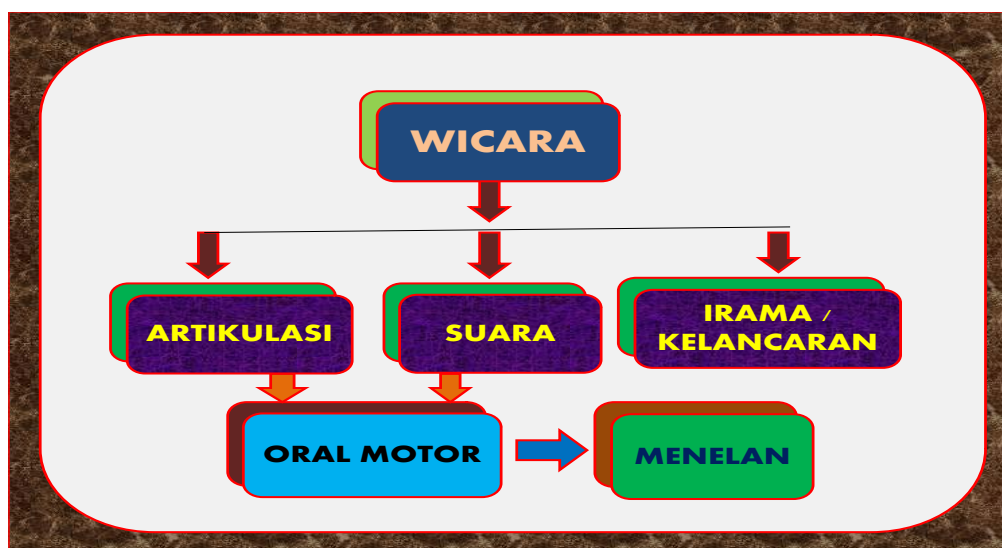 WICARA
ARTIKULASI
SUARA
IRAMA /
KELANCARAN
ORAL MOTOR
MENELAN